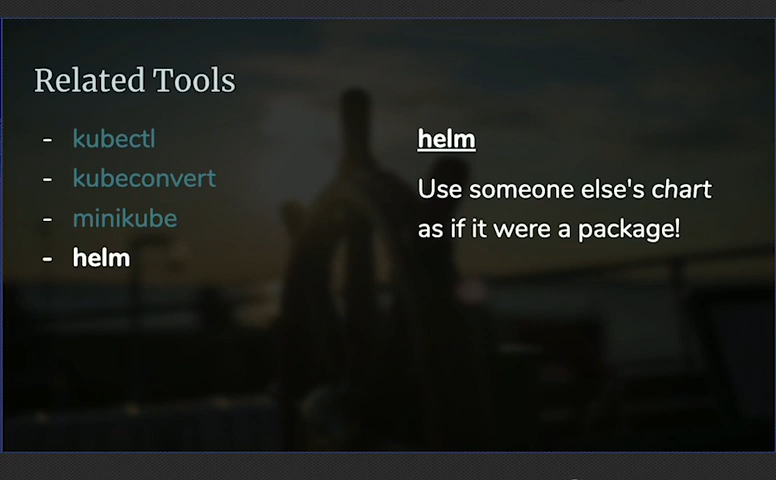 Related Tools
- kubectl
- kubeconvert
- minikube
- helm
helm
Use someone else's chart
as if it were a package!